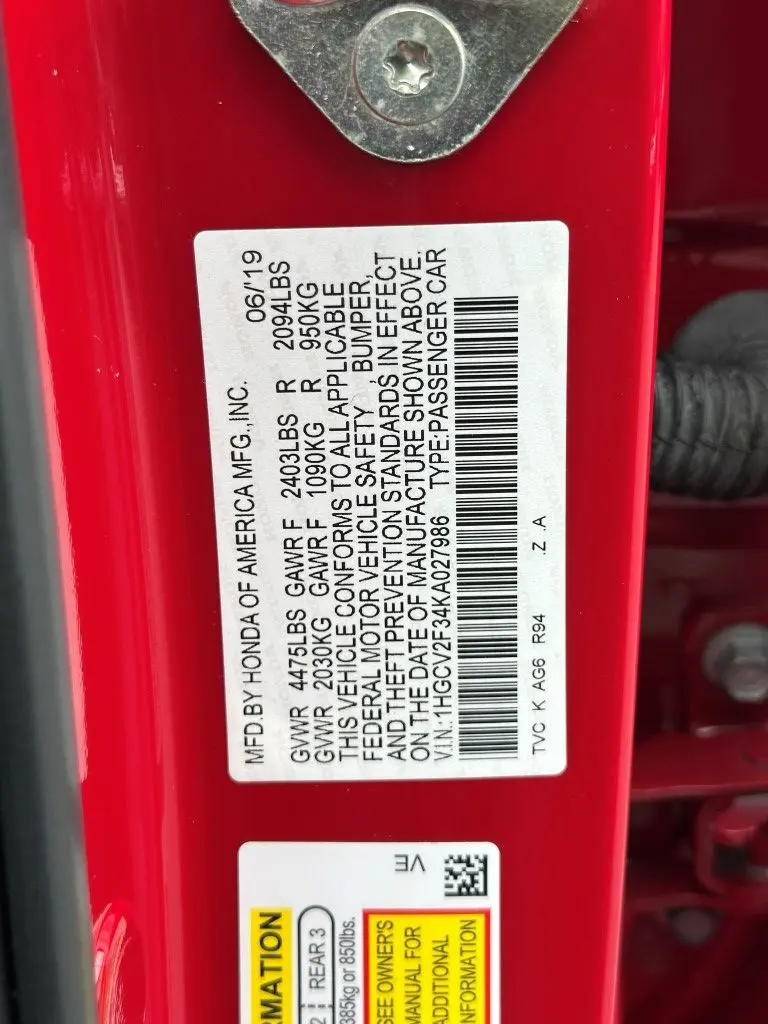 MFD.BY HONDA OF AMERICA MFG.,INC. 06/'19
GVWR 4475LBS GAWR F 2403LBS R 2094LBS
GVWR 2030KG GAWR F 1090KG R 950KG
THIS VEHICLE CONFORMS TO ALL APPLICABLE
FEDERAL MOTOR VEHICLE SAFETY , BUMPER,
AND THEFT PREVENTION STANDARDS IN EFFECT
ON THE DATE OF MANUFACTURE SHOWN ABOVE.
V.I.N.:1HGCV2F34KA027986 TYPE:PASSENGER CAR
TVC K AG6 R94 .Z .A
VE
RMATION
2 REAR 3
385kg or 850lbs.
SEE OWNER'S
MANUAL FOR
ADDITIONAL
INFORMATION